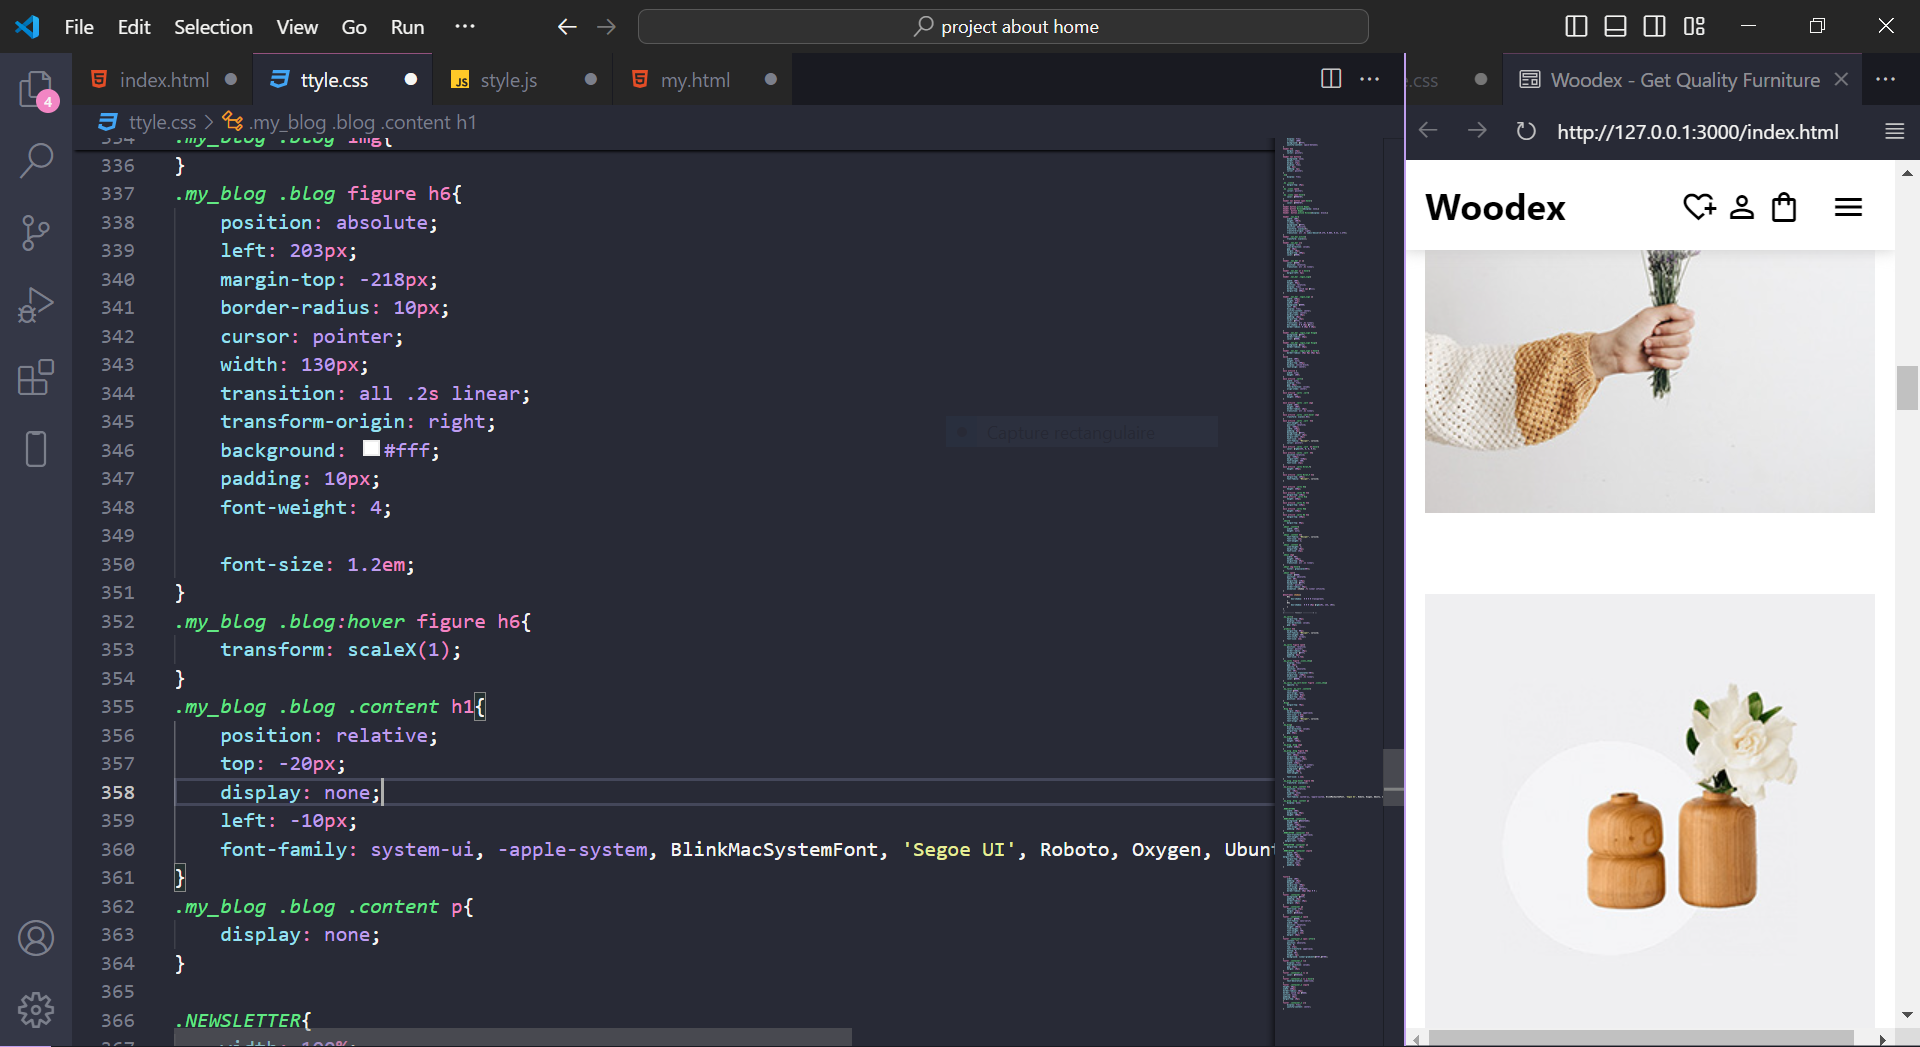 File Edit Selection View Go Run ···
project about home
index.html
ttyle.css
JS style.js
my.html
.css
Woodex - Get Quality Furniture
4
ttyle.css > .my_blog .blog .content h1
http://127.0.0.1:3000/index.html
334 .my_blog .blog img{
336 }
337 .my_blog .blog figure h6{
338 position: absolute;
339 left: 203px;
340 margin-top: -218px;
341 border-radius: 10px;
342 cursor: pointer;
343 width: 130px;
344 transition: all .2s linear;
345 transform-origin: right;
346 background: #fff;
347 padding: 10px;
348 font-weight: 4;
349
350 font-size: 1.2em;
351 }
352 .my_blog .blog:hover figure h6{
353 transform: scaleX(1);
354 }
355 .my_blog .blog .content h1{
356 position: relative;
357 top: -20px;
358 display: none;
359 left: -10px;
360 font-family: system-ui, -apple-system, BlinkMacSystemFont, 'Segoe UI', Roboto, Oxygen, Ubunt
361 }
362 .my_blog .blog .content p{
363 display: none;
364 }
365
366 .NEWSLETTER{
367 width: 100%;
Capture rectangulaire
Woodex